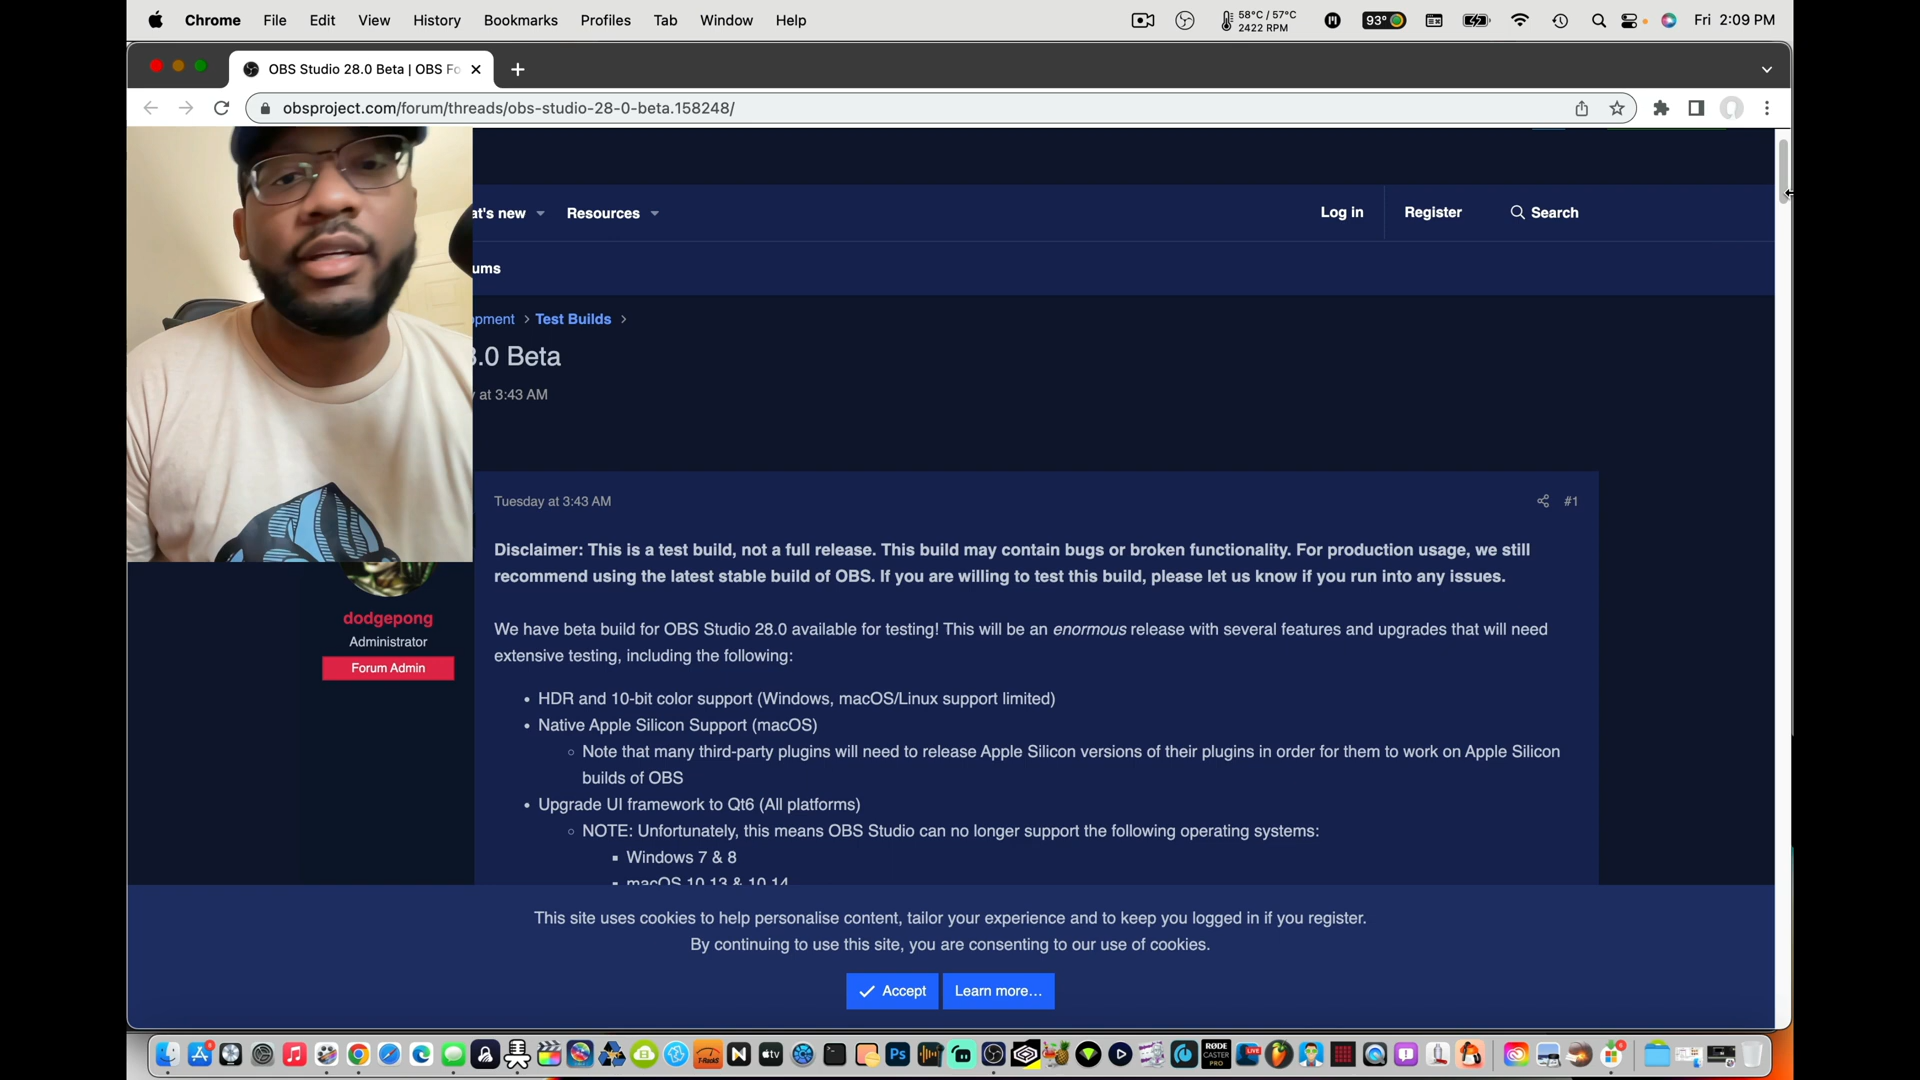 Chrome File Edit View History Bookmarks Profiles Tab Window Help 58°C / 57°C 2422 RPM 93° Fri 2:09 PM
OBS Studio 28.0 Beta | OBS Fo
obsproject.com/forum/threads/obs-studio-28-0-beta.158248/
at's new Resources Log in Register Search
ums
opment > Test Builds >
.0 Beta
at 3:43 AM
Tuesday at 3:43 AM #1
Disclaimer: This is a test build, not a full release. This build may contain bugs or broken functionality. For production usage, we still
recommend using the latest stable build of OBS. If you are willing to test this build, please let us know if you run into any issues.
dodgepong
Administrator
Forum Admin
We have beta build for OBS Studio 28.0 available for testing! This will be an enormous release with several features and upgrades that will need
extensive testing, including the following:
• HDR and 10-bit color support (Windows, macOS/Linux support limited)
• Native Apple Silicon Support (macOS)
Note that many third-party plugins will need to release Apple Silicon versions of their plugins in order for them to work on Apple Silicon
builds of OBS
• Upgrade UI framework to Qt6 (All platforms)
NOTE: Unfortunately, this means OBS Studio can no longer support the following operating systems:
Windows 7 & 8
macOS 10.13 & 10.14
This site uses cookies to help personalise content, tailor your experience and to keep you logged in if you register.
By continuing to use this site, you are consenting to our use of cookies.
Accept Learn more…